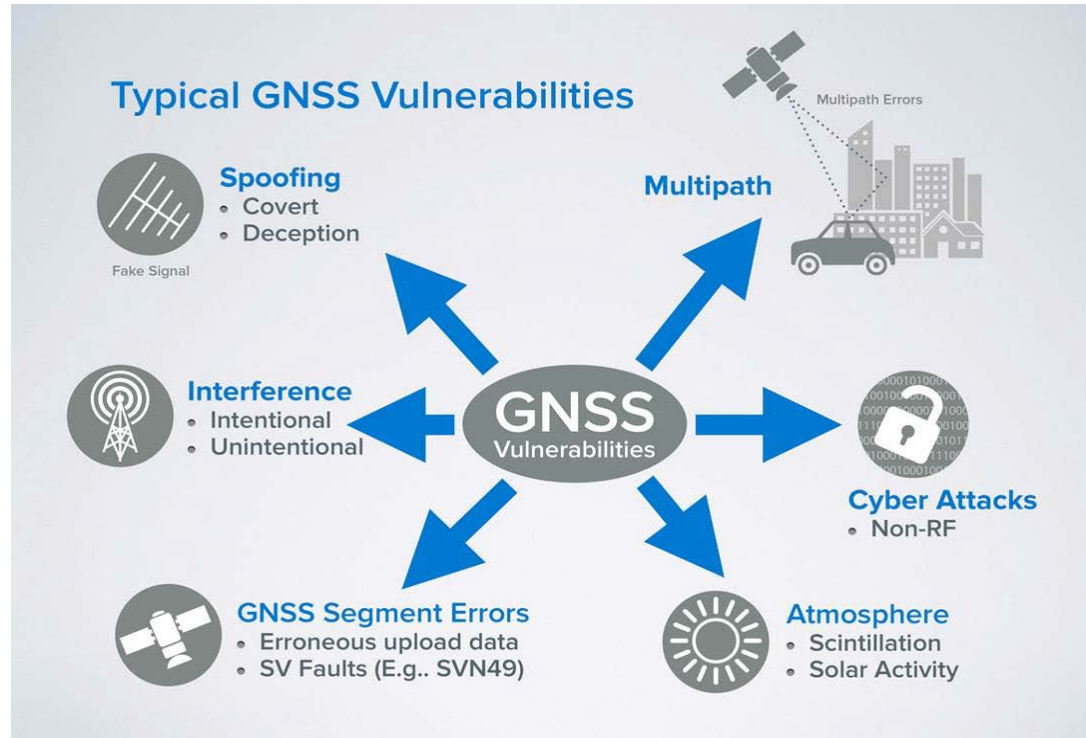 Typical GNSS Vulnerabilities
Multipath Errors
Spoofing
• Covert
• Deception
Fake Signal
Multipath
Interference
• Intentional
• Unintentional
GNSS
Vulnerabilities
Cyber Attacks
• Non-RF
GNSS Segment Errors
• Erroneous upload data
• SV Faults (E.g.. SVN49)
Atmosphere
• Scintillation
• Solar Activity